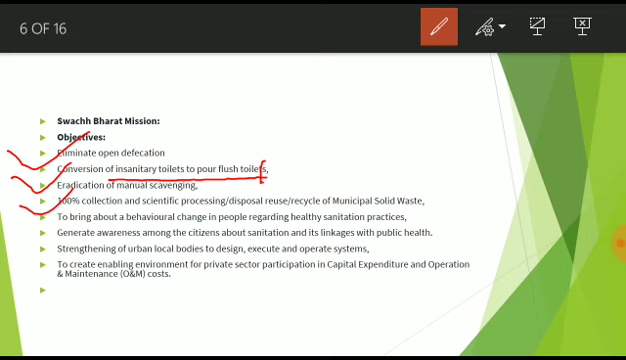 6 OF 16
Swachh Bharat Mission:
Objectives:
Eliminate open defecation
Conversion of insanitary toilets to pour flush toilets,
Eradication of manual scavenging,
100% collection and scientific processing/disposal reuse/recycle of Municipal Solid Waste,
To bring about a behavioural change in people regarding healthy sanitation practices,
Generate awareness among the citizens about sanitation and its linkages with public health.
Strengthening of urban local bodies to design, execute and operate systems,
To create enabling environment for private sector participation in Capital Expenditure and Operation
& Maintenance (O&M) costs.